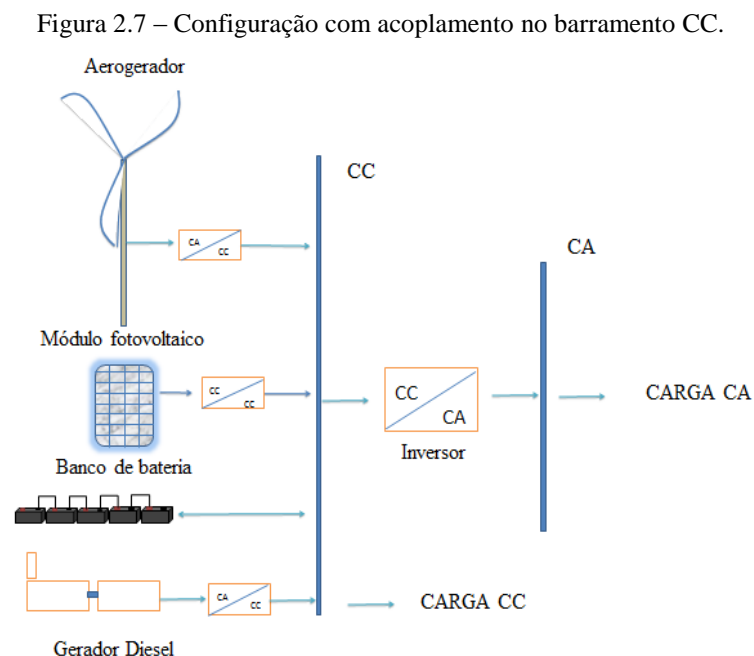 Figura 2.7 – Configuração com acoplamento no barramento CC.
Aerogerador
CC
CA
CA
CC
Módulo fotovoltaico
CC
CC
CC
CA
CARGA CA
Inversor
Banco de bateria
CA
CC
CARGA CC
Gerador Diesel